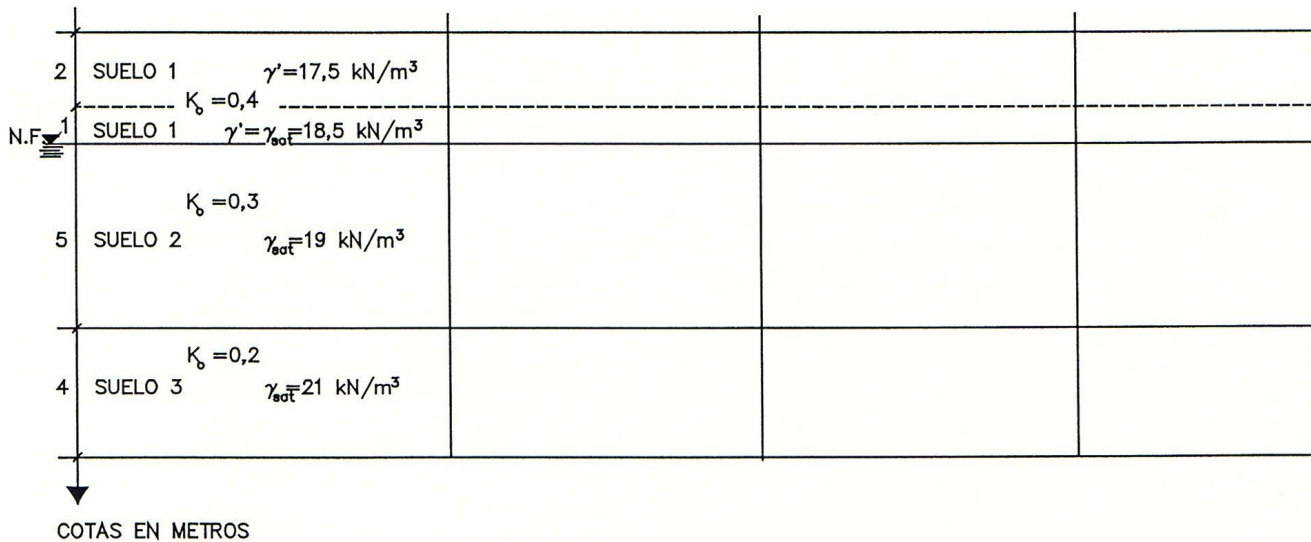 2 SUELO 1 γ'=17,5 kN/m³
K₀ =0,4
N.F. 1 SUELO 1 γ'=γsat=18,5 kN/m³
K₀ =0,3
5 SUELO 2 γsat=19 kN/m³
K₀ =0,2
4 SUELO 3 γsat=21 kN/m³
COTAS EN METROS